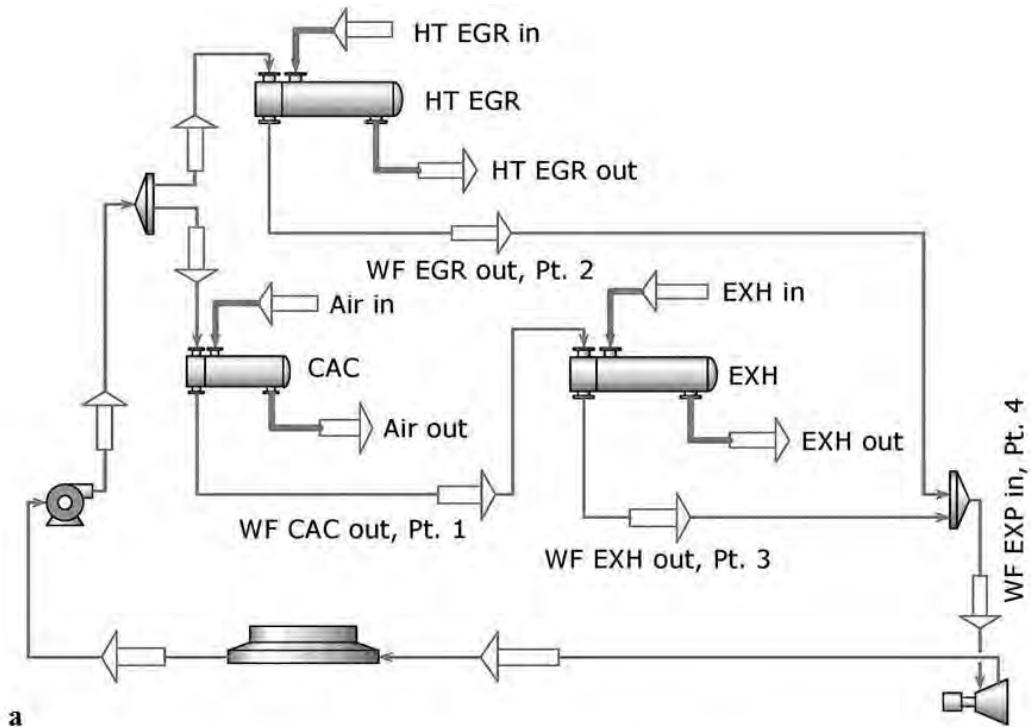 HT EGR in
HT EGR
HT EGR out
WF EGR out, Pt. 2
Air in
EXH in
CAC
EXH
Air out
EXH out
WF CAC out, Pt. 1
WF EXH out, Pt. 3
WF EXP in, Pt. 4
a